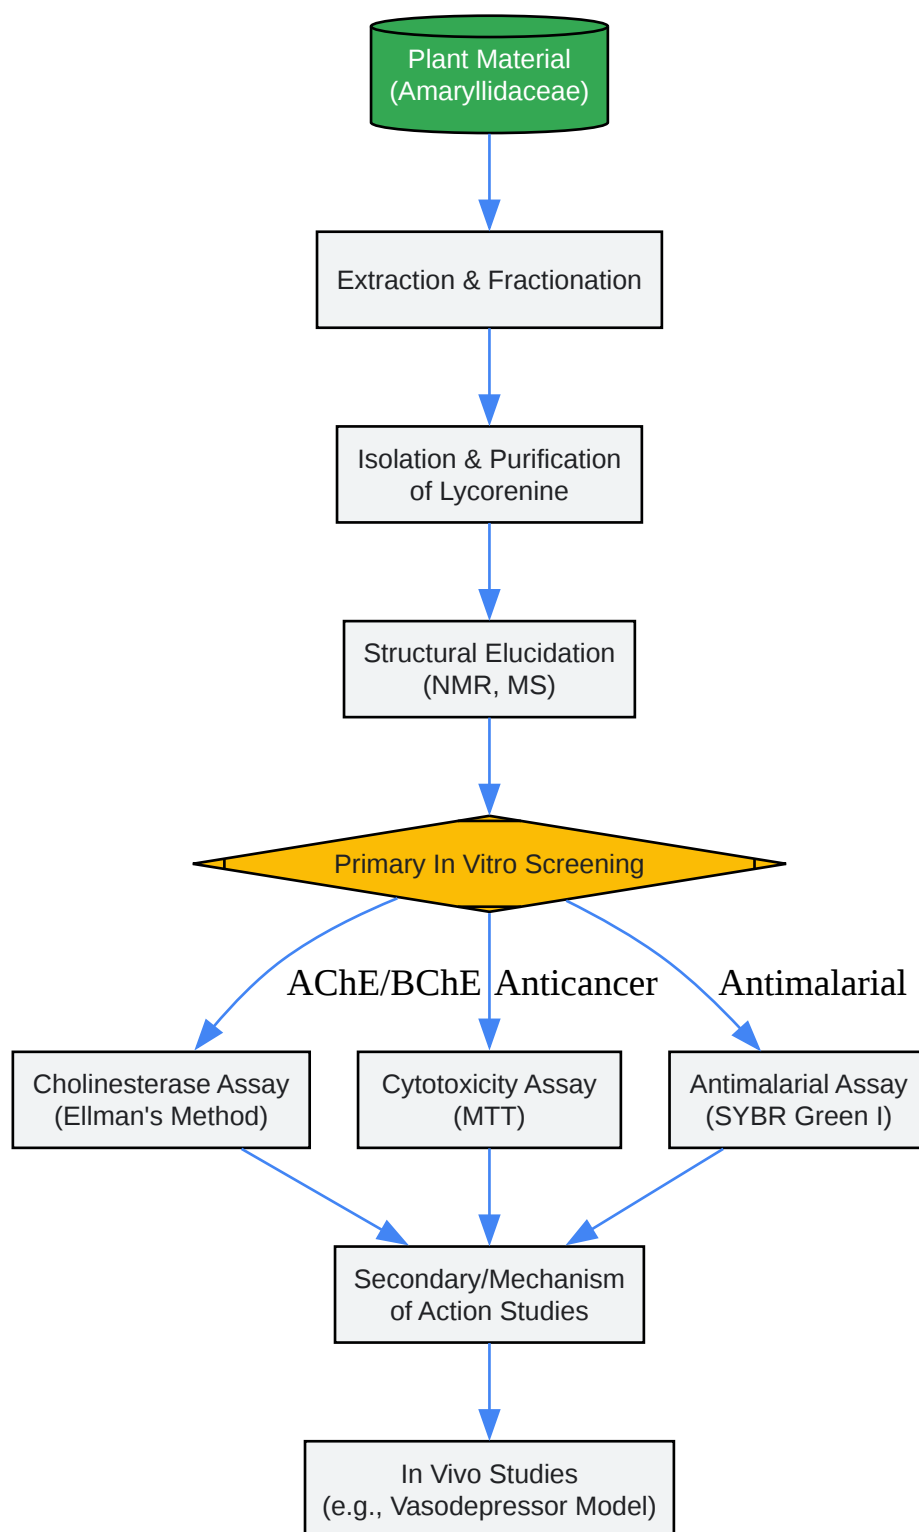 Plant Material
(Amaryllidaceae)
Extraction & Fractionation
Isolation & Purification
of Lycorenine
Structural Elucidation
(NMR, MS)
Primary In Vitro Screening
AChE/BChE
Anticancer
Antimalarial
Cholinesterase Assay
(Ellman's Method)
Cytotoxicity Assay
(MTT)
Antimalarial Assay
(SYBR Green I)
Secondary/Mechanism
of Action Studies
In Vivo Studies
(e.g., Vasodepressor Model)